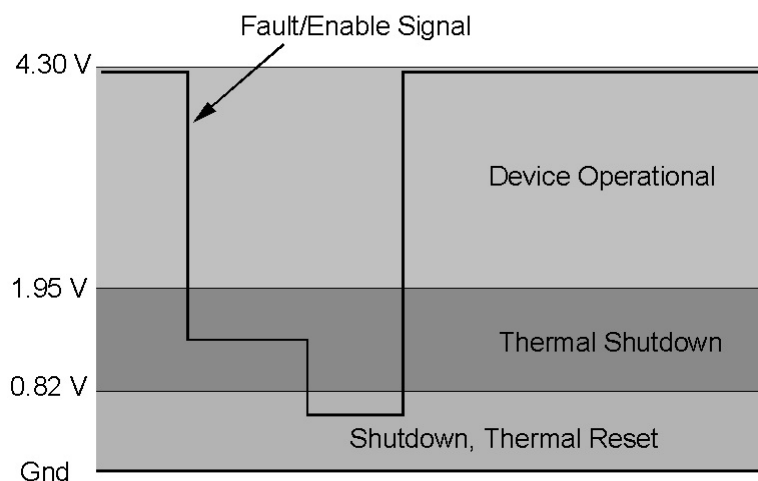 Fault/Enable Signal
4.30 V
Device Operational
1.95 V
Thermal Shutdown
0.82 V
Shutdown, Thermal Reset
Gnd